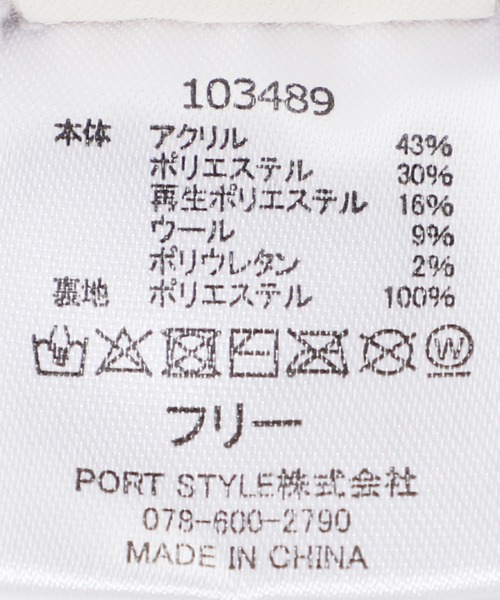 103489
本体 アクリル 43%
ポリエステル 30%
再生ポリエステル 16%
ウール 9%
ポリウレタン 2%
裏地 ポリエステル 100%
W
フリー
PORT STYLE株式会社
078-600-2790
MADE IN CHINA